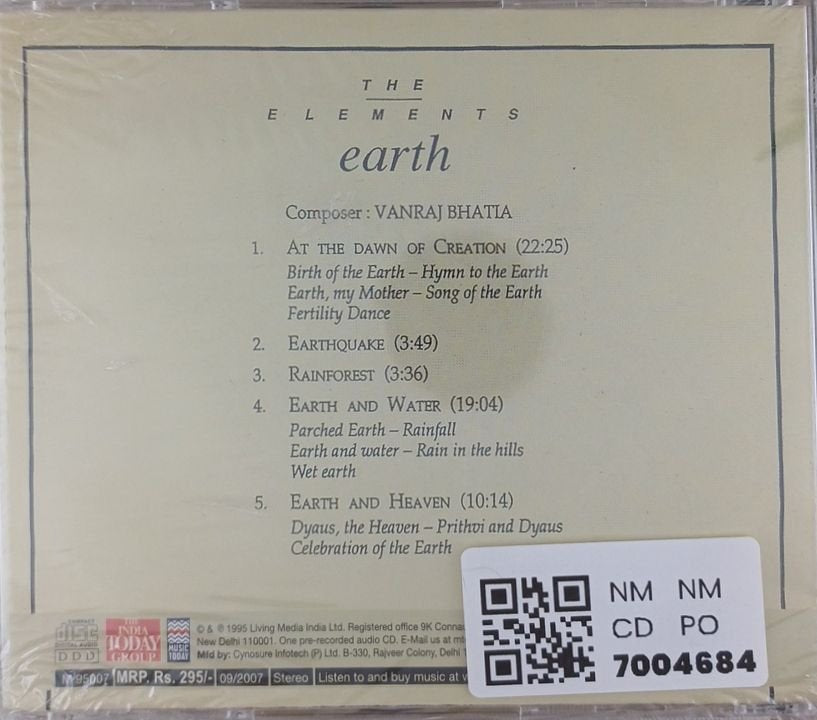 THE
ELEMENTS
earth
Composer : VANRAJ BHATIA
1. AT THE DAWN OF CREATION (22:25)
Birth of the Earth – Hymn to the Earth
Earth, my Mother – Song of the Earth
Fertility Dance
2. EARTHQUAKE (3:49)
3. RAINFOREST (3:36)
4. EARTH AND WATER (19:04)
Parched Earth – Rainfall
Earth and water – Rain in the hills
Wet earth
5. EARTH AND HEAVEN (10:14)
Dyaus, the Heaven – Prithvi and Dyaus
Celebration of the Earth
COMPACT
disc
DIGITAL AUDIO
DDD
THE
INDIA
TODAY
GROUP
MUSIC
TODAY
© & ℗ 1995 Living Media India Ltd. Registered office 9K
New Delhi 110001. One pre-recorded audio CD. E-Mail us at
Mfd by: Cynosure Infotech (P) Ltd. B-330, Rajveer Colony, Delhi
95007 MRP. Rs. 295/- 09/2007 Stereo Listen to and buy music at
NM NM
CD PO
7004684